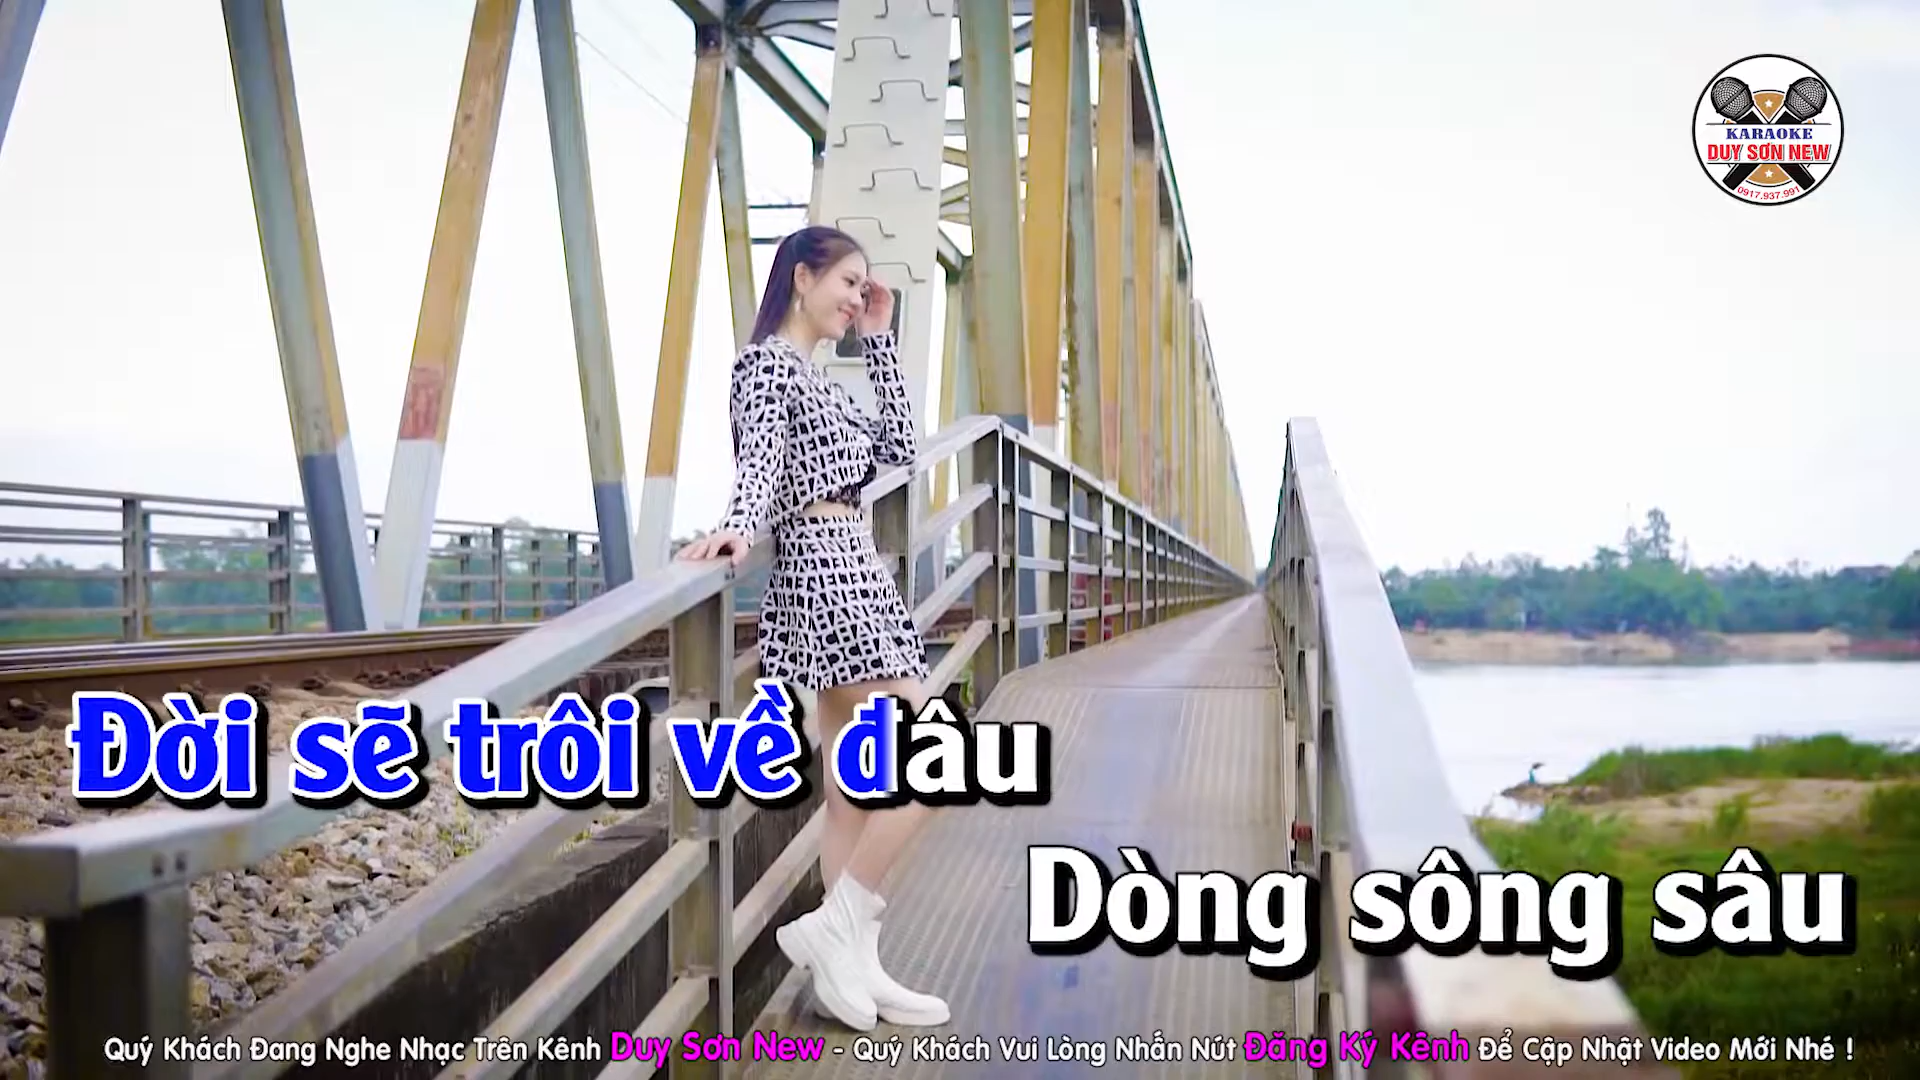 KARAOKE
DUY SƠN NEW
0917.937.991
Đời sẽ trôi về đâu
Dòng sông sâu
Quý Khách Đang Nghe Nhạc Trên Kênh Duy Sơn New - Quý Khách Vui Lòng Nhấn Nút Đăng Ký Kênh Để Cập Nhật Video Mới Nhé !